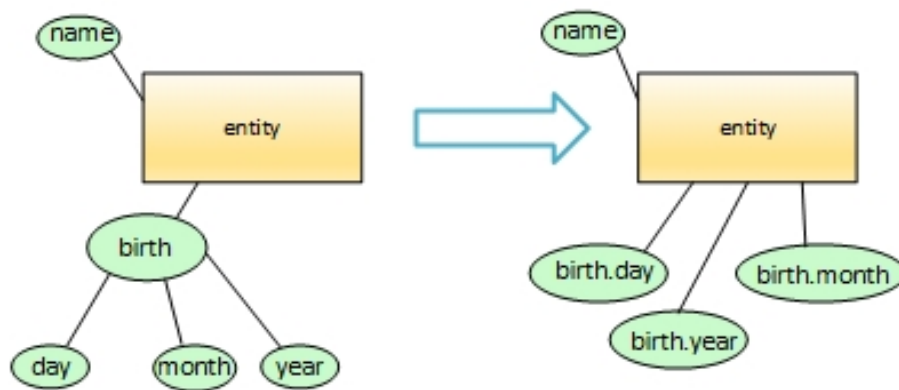 name
name
entity
entity
birth
birth.day
birth.month
birth.year
day
month
year